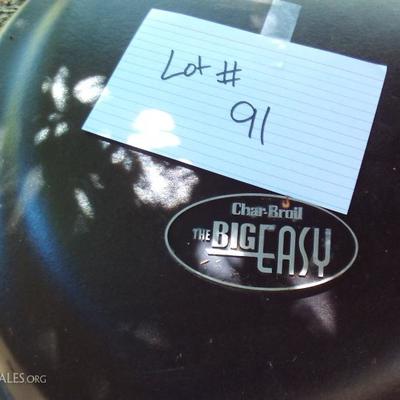 Lot #
91
Char-Broil
THE BIG EASY
ALES.ORG